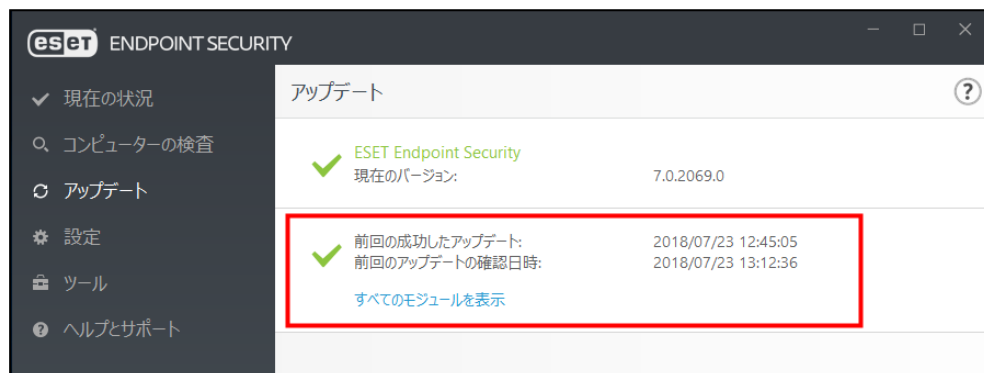 eseT ENDPOINT SECURITY
現在の状況
コンピューターの検査
アップデート
設定
ツール
ヘルプとサポート
アップデート
?
ESET Endpoint Security
現在のバージョン: 7.0.2069.0
前回の成功したアップデート: 2018/07/23 12:45:05
前回のアップデートの確認日時: 2018/07/23 13:12:36
すべてのモジュールを表示